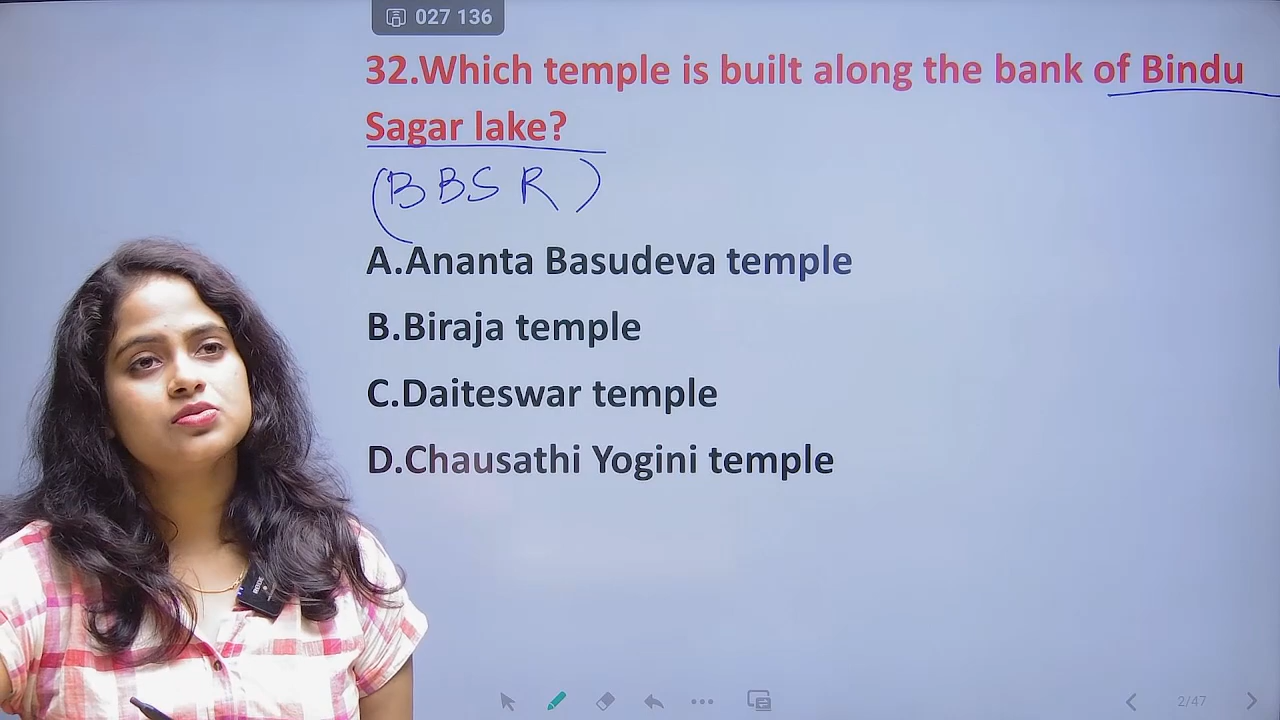 027 136
32.Which temple is built along the bank of Bindu
Sagar lake?
(BBSR)
A.Ananta Basudeva temple
B.Biraja temple
C.Daiteswar temple
D.Chausathi Yogini temple
2/47